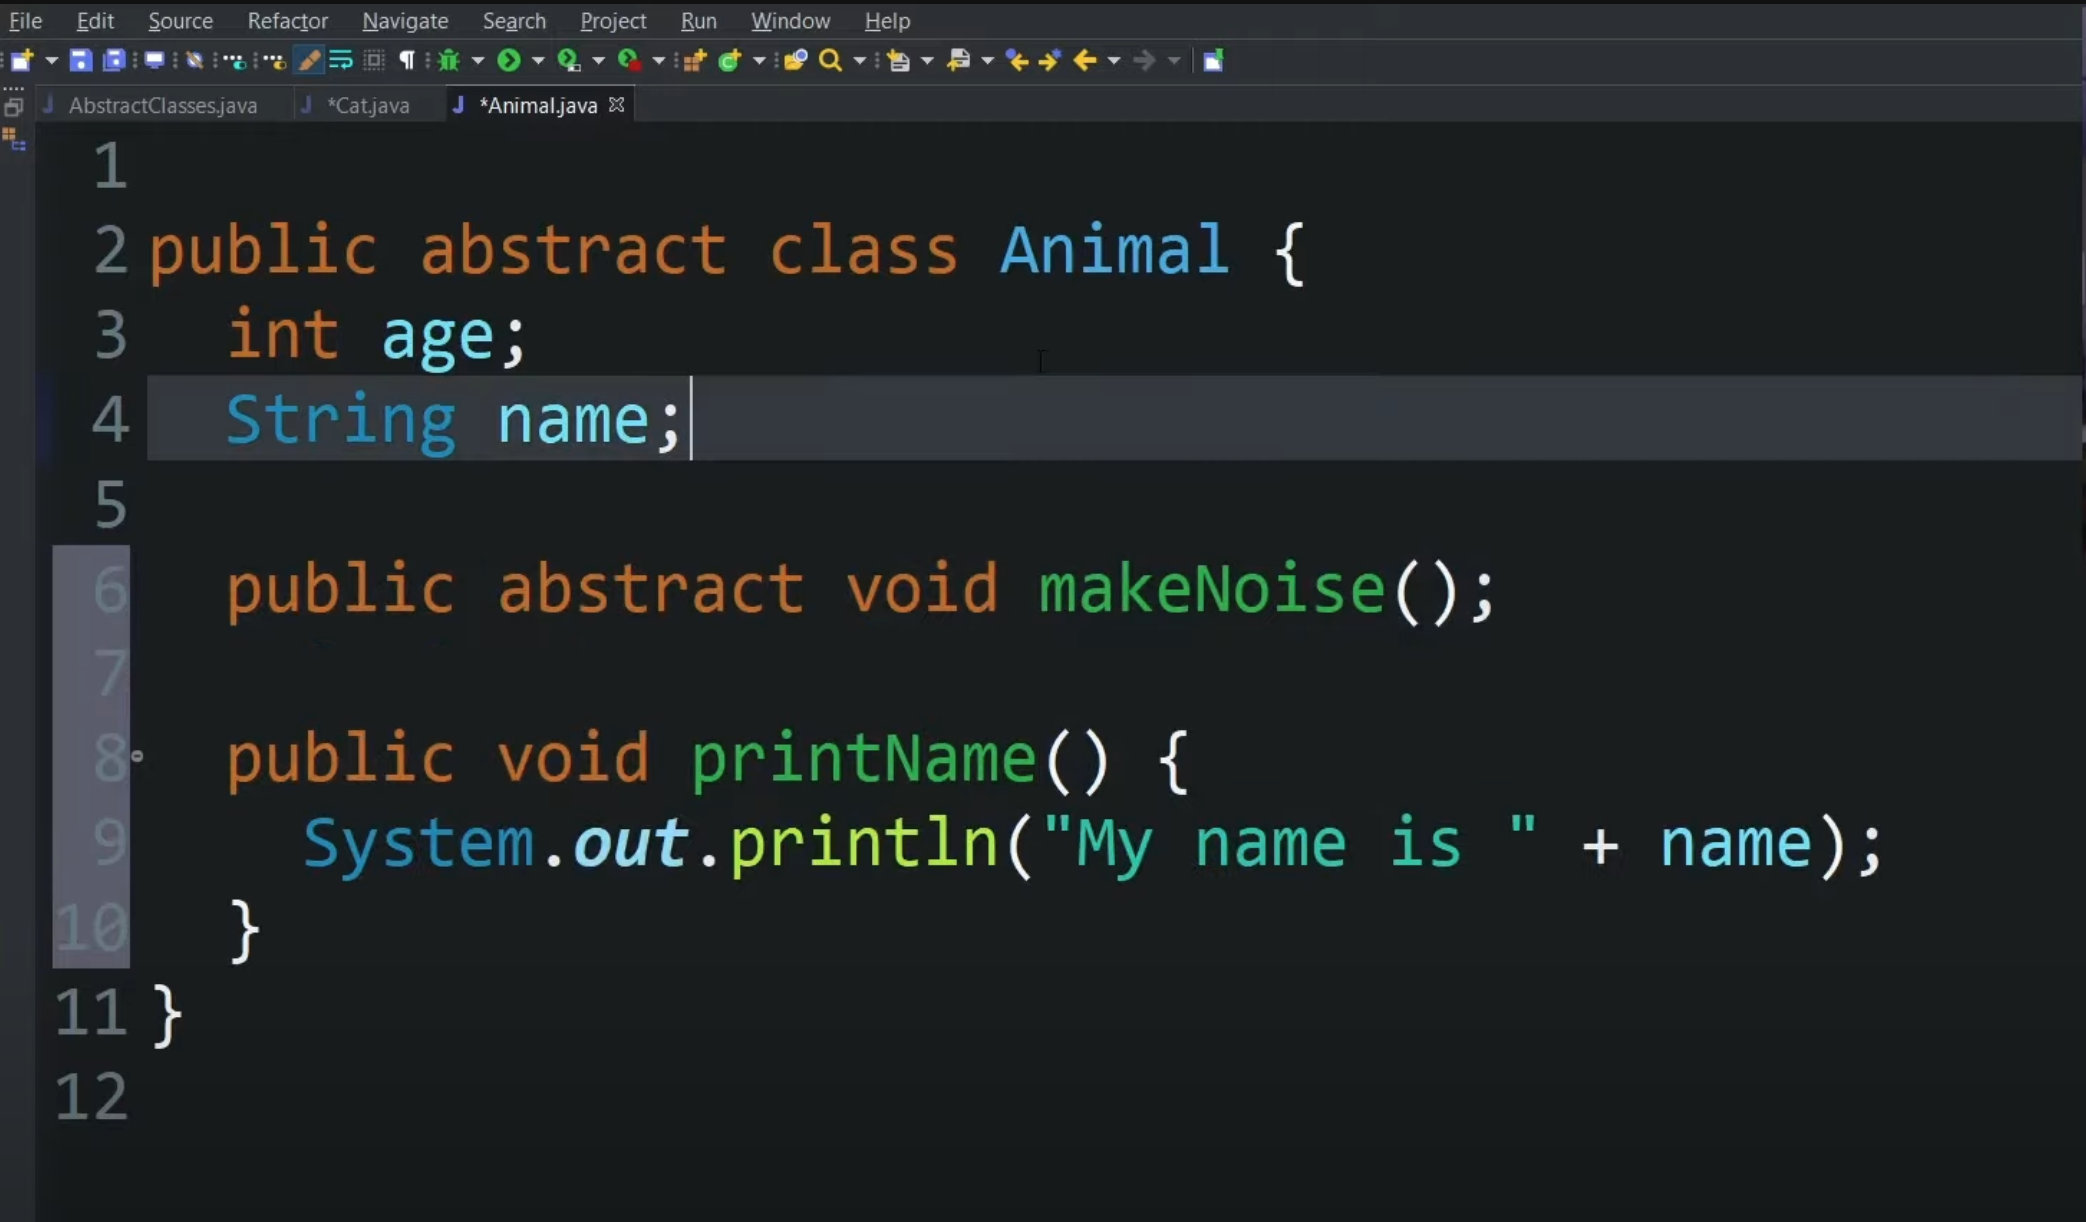 File Edit Source Refactor Navigate Search Project Run Window Help
AbstractClasses.java *Cat.java *Animal.java
1
2 public abstract class Animal {
3 int age;
4 String name;
5
6 public abstract void makeNoise();
7
8 public void printName() {
9 System.out.println("My name is " + name);
10 }
11 }
12